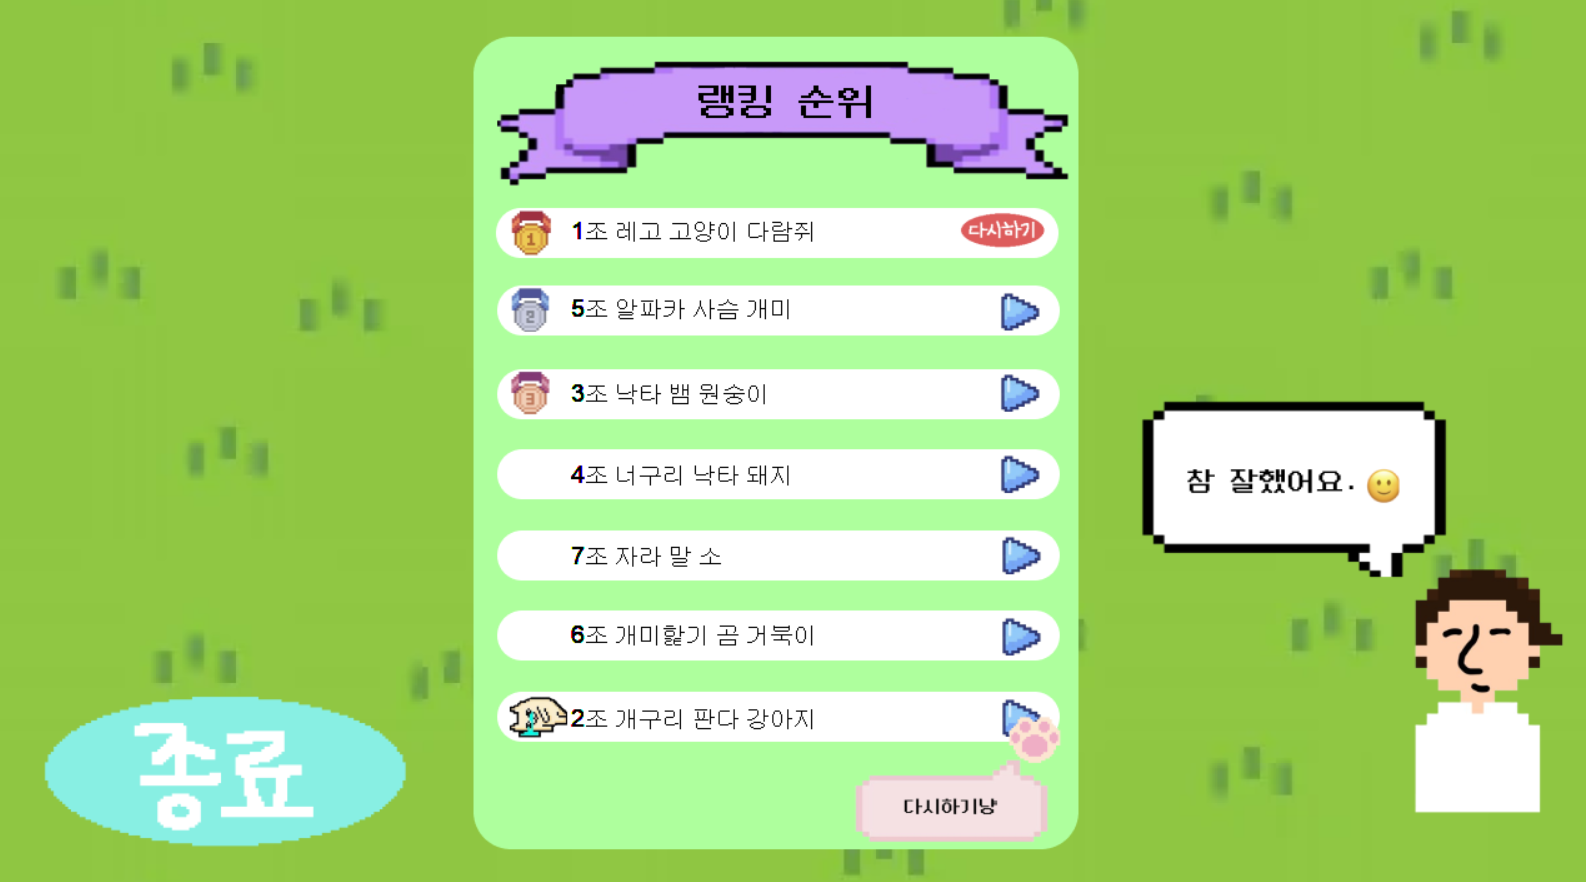 랭킹 순위
1
1조 레고 고양이 다람쥐
다시하기
2
5조 알파카 사슴 개미
3
3조 낙타 뱀 원숭이
4조 너구리 낙타 돼지
7조 자라 말 소
6조 개미핥기 곰 거북이
2조 개구리 판다 강아지
다시하기냥
참 잘했어요. 🙂
종료